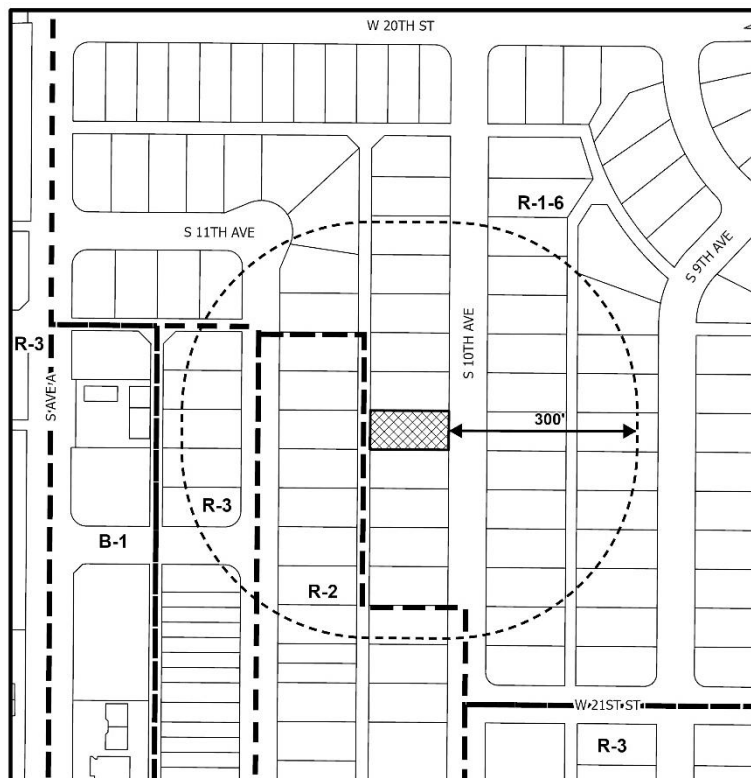 W 20TH ST
R-1-6
S 11TH AVE
S 9TH AVE
S 10TH AVE
R-3
S AVE A
300'
R-3
B-1
R-2
W 21ST ST
R-3